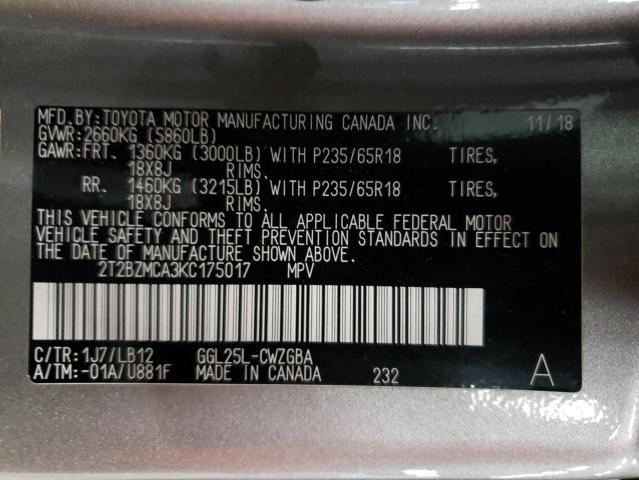 MFD.BY:TOYOTA MOTOR MANUFACTURING CANADA INC. 11/18
GVWR:2660KG (5860LB)
GAWR:FRT. 1360KG (3000LB) WITH P235/65R18 TIRES,
18X8J RIMS.
RR. 1460KG (3215LB) WITH P235/65R18 TIRES,
18X8J RIMS.
THIS VEHICLE CONFORMS TO ALL APPLICABLE FEDERAL MOTOR
VEHICLE SAFETY AND THEFT PREVENTION STANDARDS IN EFFECT ON
THE DATE OF MANUFACTURE SHOWN ABOVE.
2T2BZMCA3KC175017 MPV
C/TR:1J7/LB12 GGL25L-CWZGBA
A/TM:-01A/U881F MADE IN CANADA 232 A